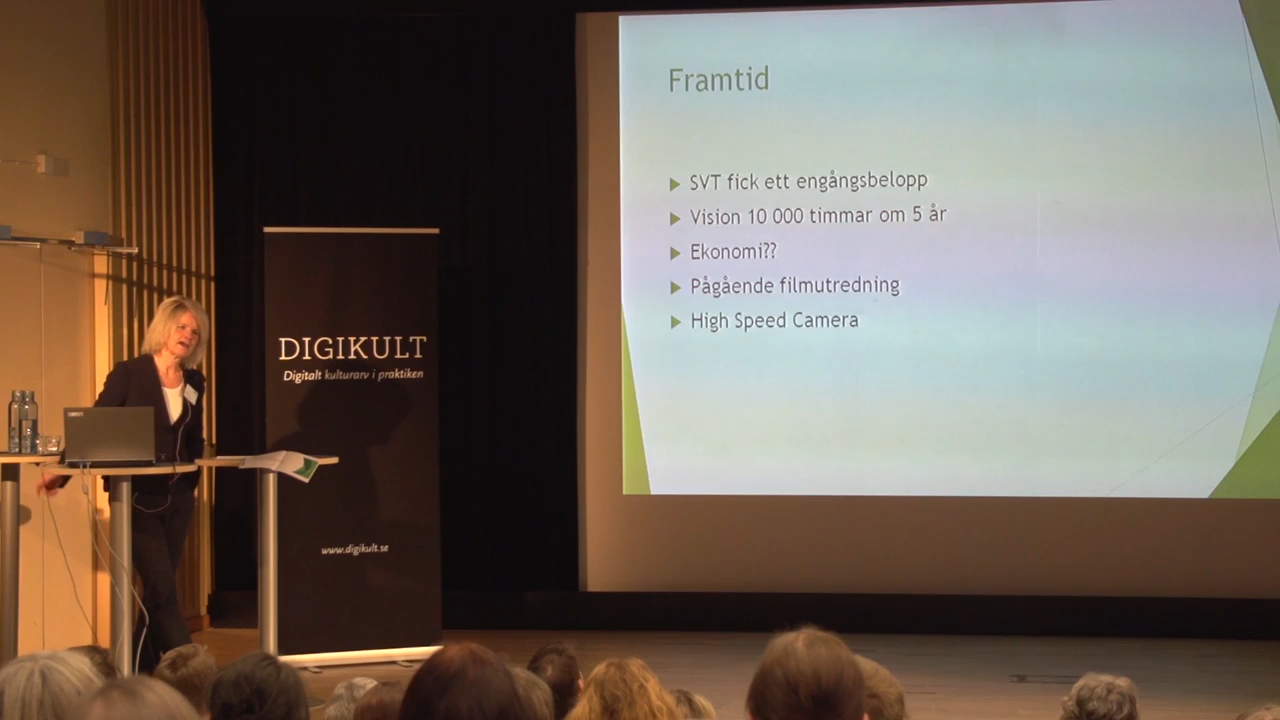 Framtid
SVT fick ett engångsbelopp
Vision 10 000 timmar om 5 år
Ekonomi??
Pågående filmutredning
High Speed Camera
DIGIKULT
Digitalt kulturarv i praktiken
www.digikult.se